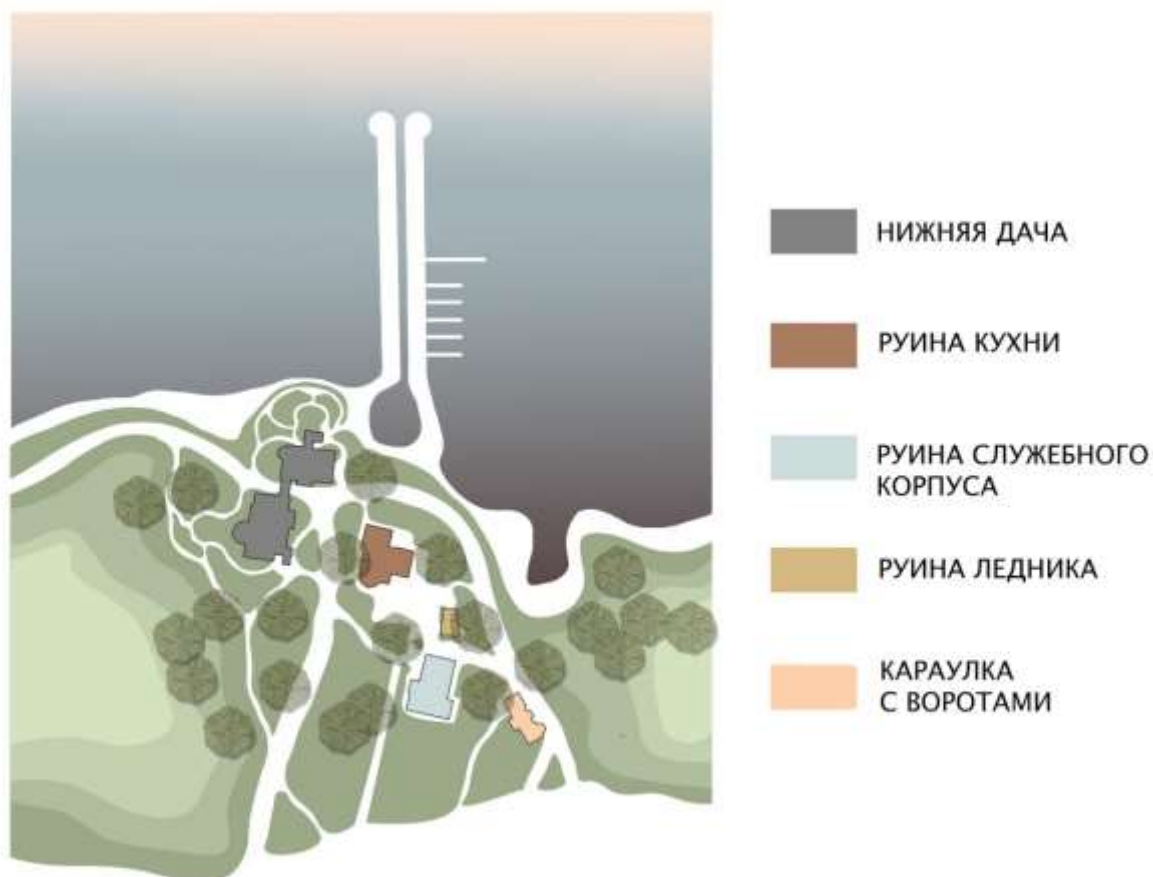 НИЖНЯЯ ДАЧА
РУИНА КУХНИ
РУИНА СЛУЖЕБНОГО
КОРПУСА
РУИНА ЛЕДНИКА
КАРАУЛКА
С ВОРОТАМИ